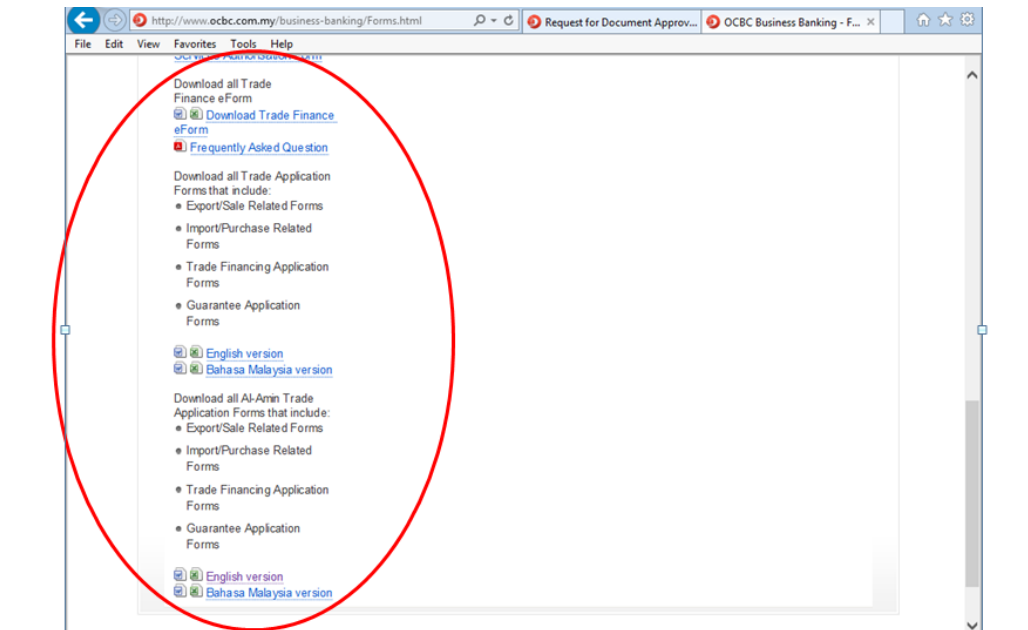 http://www.ocbc.com.my/business-banking/Forms.html
Request for Document Approv...
OCBC Business Banking - F...
File Edit View Favorites Tools Help
Services Authorisation Form
Download all Trade
Finance eForm
Download Trade Finance
eForm
Frequently Asked Question
Download all Trade Application
Forms that include:
Export/Sale Related Forms
Import/Purchase Related
Forms
Trade Financing Application
Forms
Guarantee Application
Forms
English version
Bahasa Malaysia version
Download all Al-Amin Trade
Application Forms that include:
Export/Sale Related Forms
Import/Purchase Related
Forms
Trade Financing Application
Forms
Guarantee Application
Forms
English version
Bahasa Malaysia version